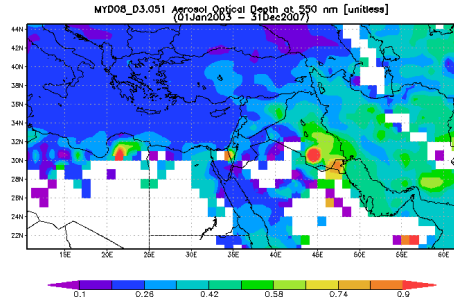 MYD08_D3.051 Aerosol Optical Depth at 550 nm [unitless]
(01Jan2003 – 31Dec2007)
44N
42N
40N
38N
36N
34N
32N
30N
28N
26N
24N
22N
15E 20E 25E 30E 35E 40E 45E 50E 55E 60E
0.1 0.26 0.42 0.58 0.74 0.9